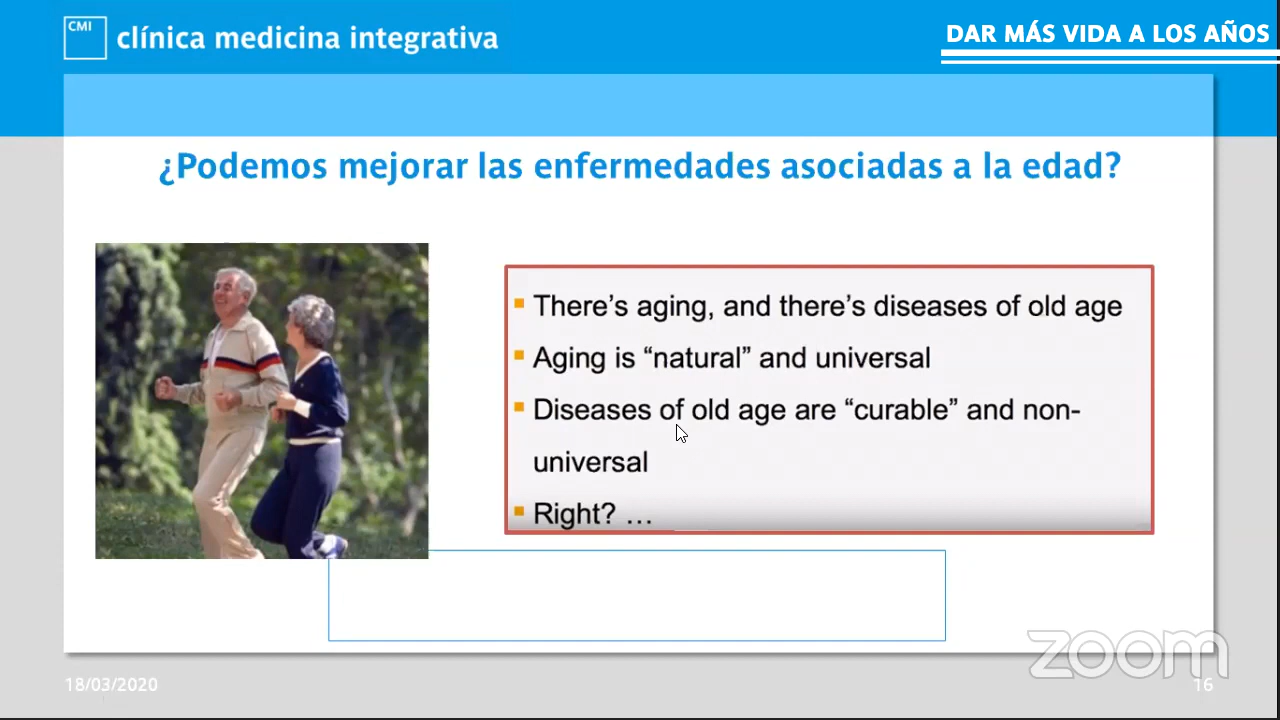 CMI
clínica medicina integrativa
DAR MÁS VIDA A LOS AÑOS
¿Podemos mejorar las enfermedades asociadas a la edad?
There’s aging, and there’s diseases of old age
Aging is “natural” and universal
Diseases of old age are “curable” and non-
universal
Right? …
zoom
18/03/2020
16